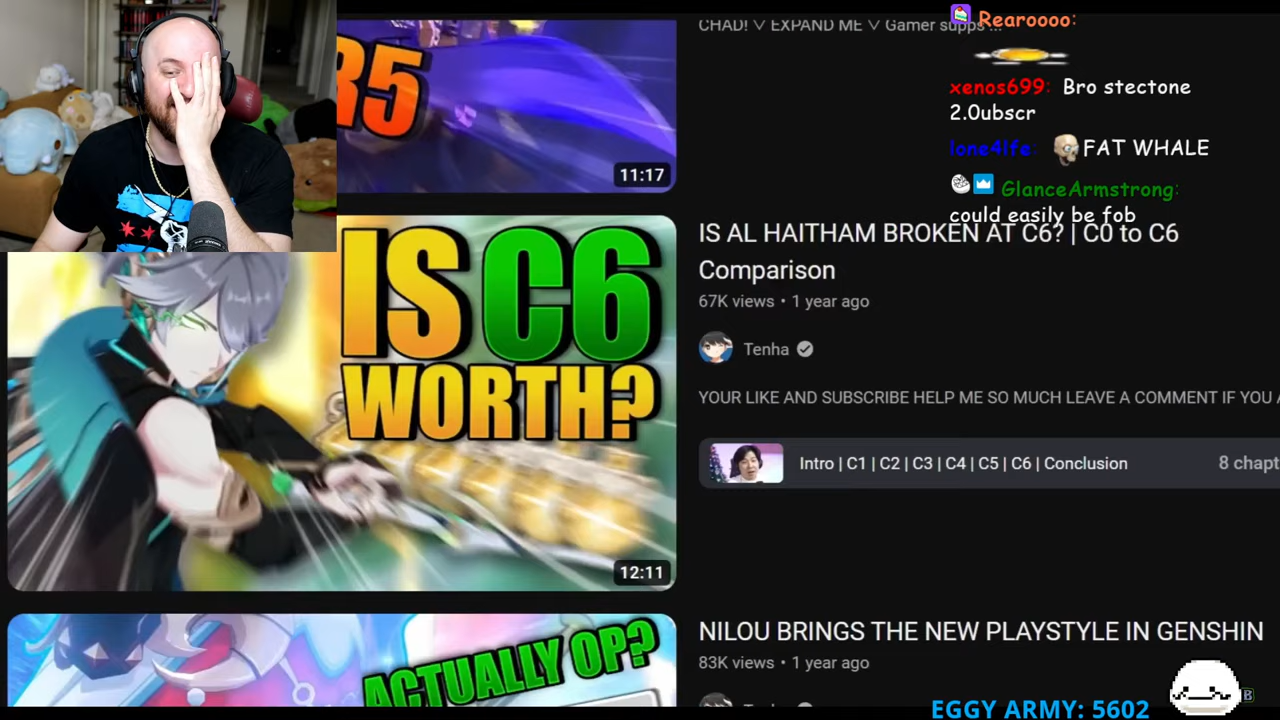 CHAD! ▽ EXPAND ME ▽ Gamer supps ...
Rearoooo:
R5
11:17
xenos699: Bro stectone
2.0ubscr
lone4lfe: FAT WHALE
GlanceArmstrong:
could easily be fob
IS C6
WORTH?
12:11
IS AL HAITHAM BROKEN AT C6? | C0 to C6
Comparison
67K views • 1 year ago
Tenha
YOUR LIKE AND SUBSCRIBE HELP ME SO MUCH LEAVE A COMMENT IF YOU A
Intro | C1 | C2 | C3 | C4 | C5 | C6 | Conclusion
8 chapt
ACTUALLY OP?
NILOU BRINGS THE NEW PLAYSTYLE IN GENSHIN
83K views • 1 year ago
EGGY ARMY: 5602